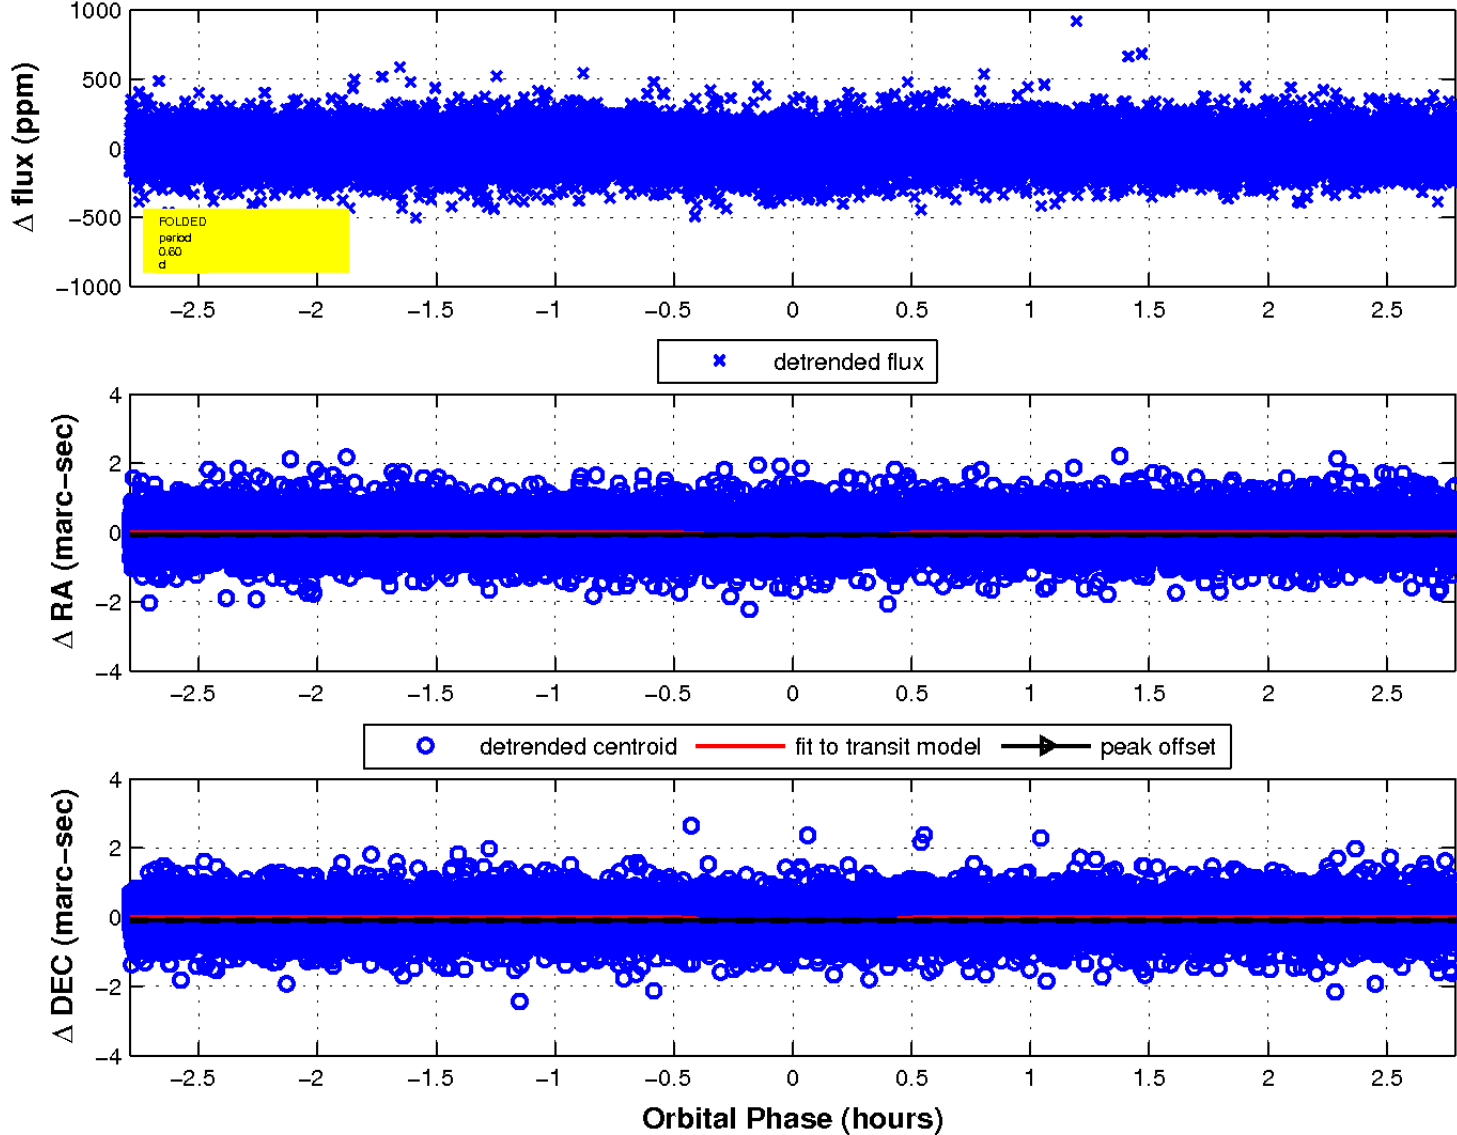 1000
500
0
−500
−1000
Δ flux (ppm)
FOLDED
period
0.60
d
−2.5 −2 −1.5 −1 −0.5 0 0.5 1 1.5 2 2.5
detrended flux
4
2
0
−2
−4
Δ RA (marc−sec)
−2.5 −2 −1.5 −1 −0.5 0 0.5 1 1.5 2 2.5
detrended centroid fit to transit model peak offset
4
2
0
−2
−4
Δ DEC (marc−sec)
−2.5 −2 −1.5 −1 −0.5 0 0.5 1 1.5 2 2.5
Orbital Phase (hours)